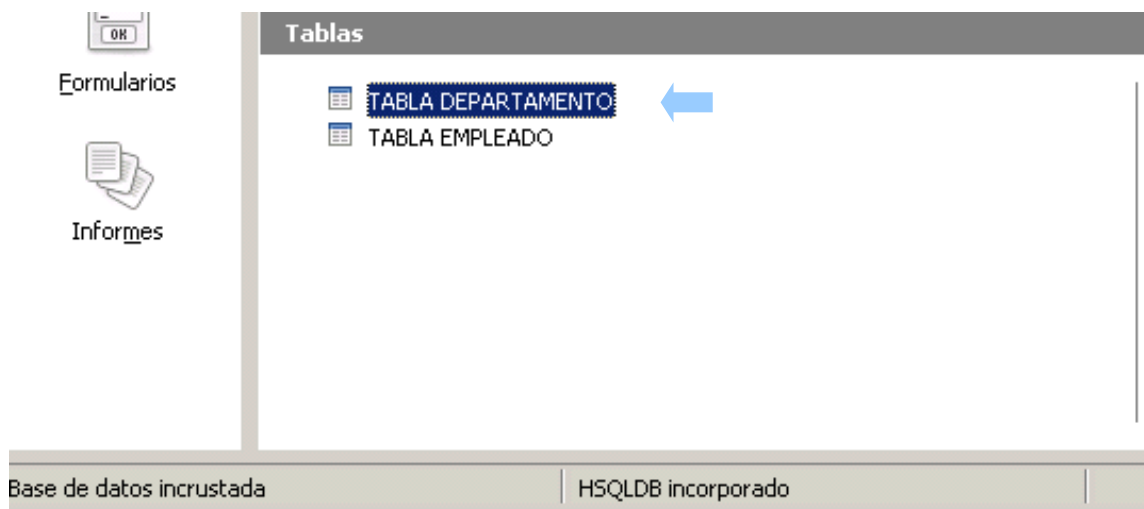 OK
Formularios
Informes
Tablas
TABLA DEPARTAMENTO
TABLA EMPLEADO
Base de datos incrustada
HSQLDB incorporado